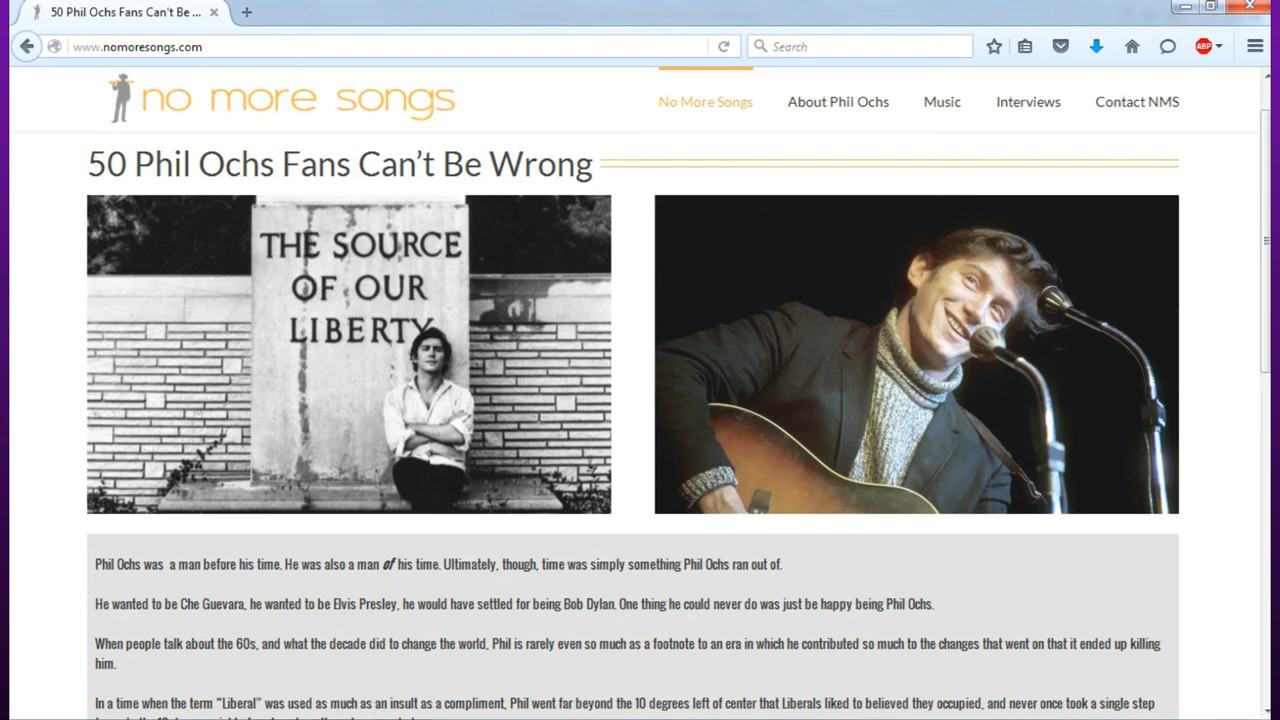 50 Phil Ochs Fans Can't Be ...
www.nomoresongs.com
Search
ABP
no more songs
No More Songs
About Phil Ochs
Music
Interviews
Contact NMS
50 Phil Ochs Fans Can't Be Wrong
THE SOURCE
OF OUR
LIBERTY
Phil Ochs was a man before his time. He was also a man of his time. Ultimately, though, time was simply something Phil Ochs ran out of.
He wanted to be Che Guevara, he wanted to be Elvis Presley, he would have settled for being Bob Dylan. One thing he could never do was just be happy being Phil Ochs.
When people talk about the 60s, and what the decade did to change the world, Phil is rarely even so much as a footnote to an era in which he contributed so much to the changes that went on that it ended up killing
him.
In a time when the term "Liberal" was used as much as an insult as a compliment, Phil went far beyond the 10 degrees left of center that Liberals liked to believed they occupied, and never once took a single step